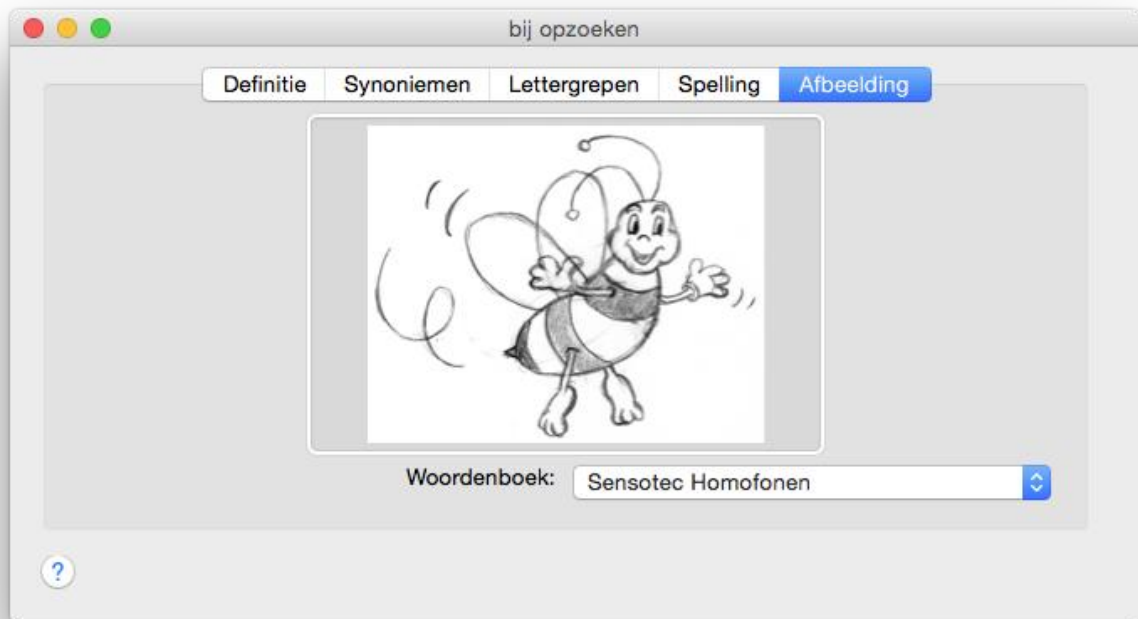 bij opzoeken
Definitie Synoniemen Lettergrepen Spelling Afbeelding
Woordenboek: Sensotec Homofonen
?